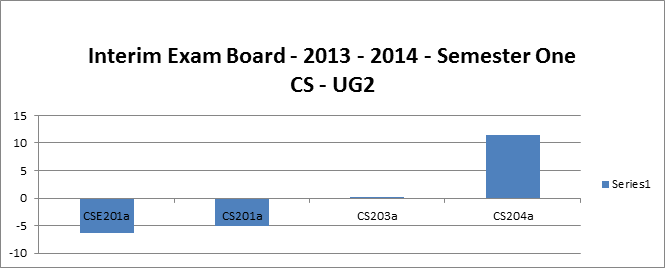 Interim Exam Board - 2013 - 2014 - Semester One
CS - UG2
15
10
5
0
-5
-10
CSE201a
CS201a
CS203a
CS204a
Series1